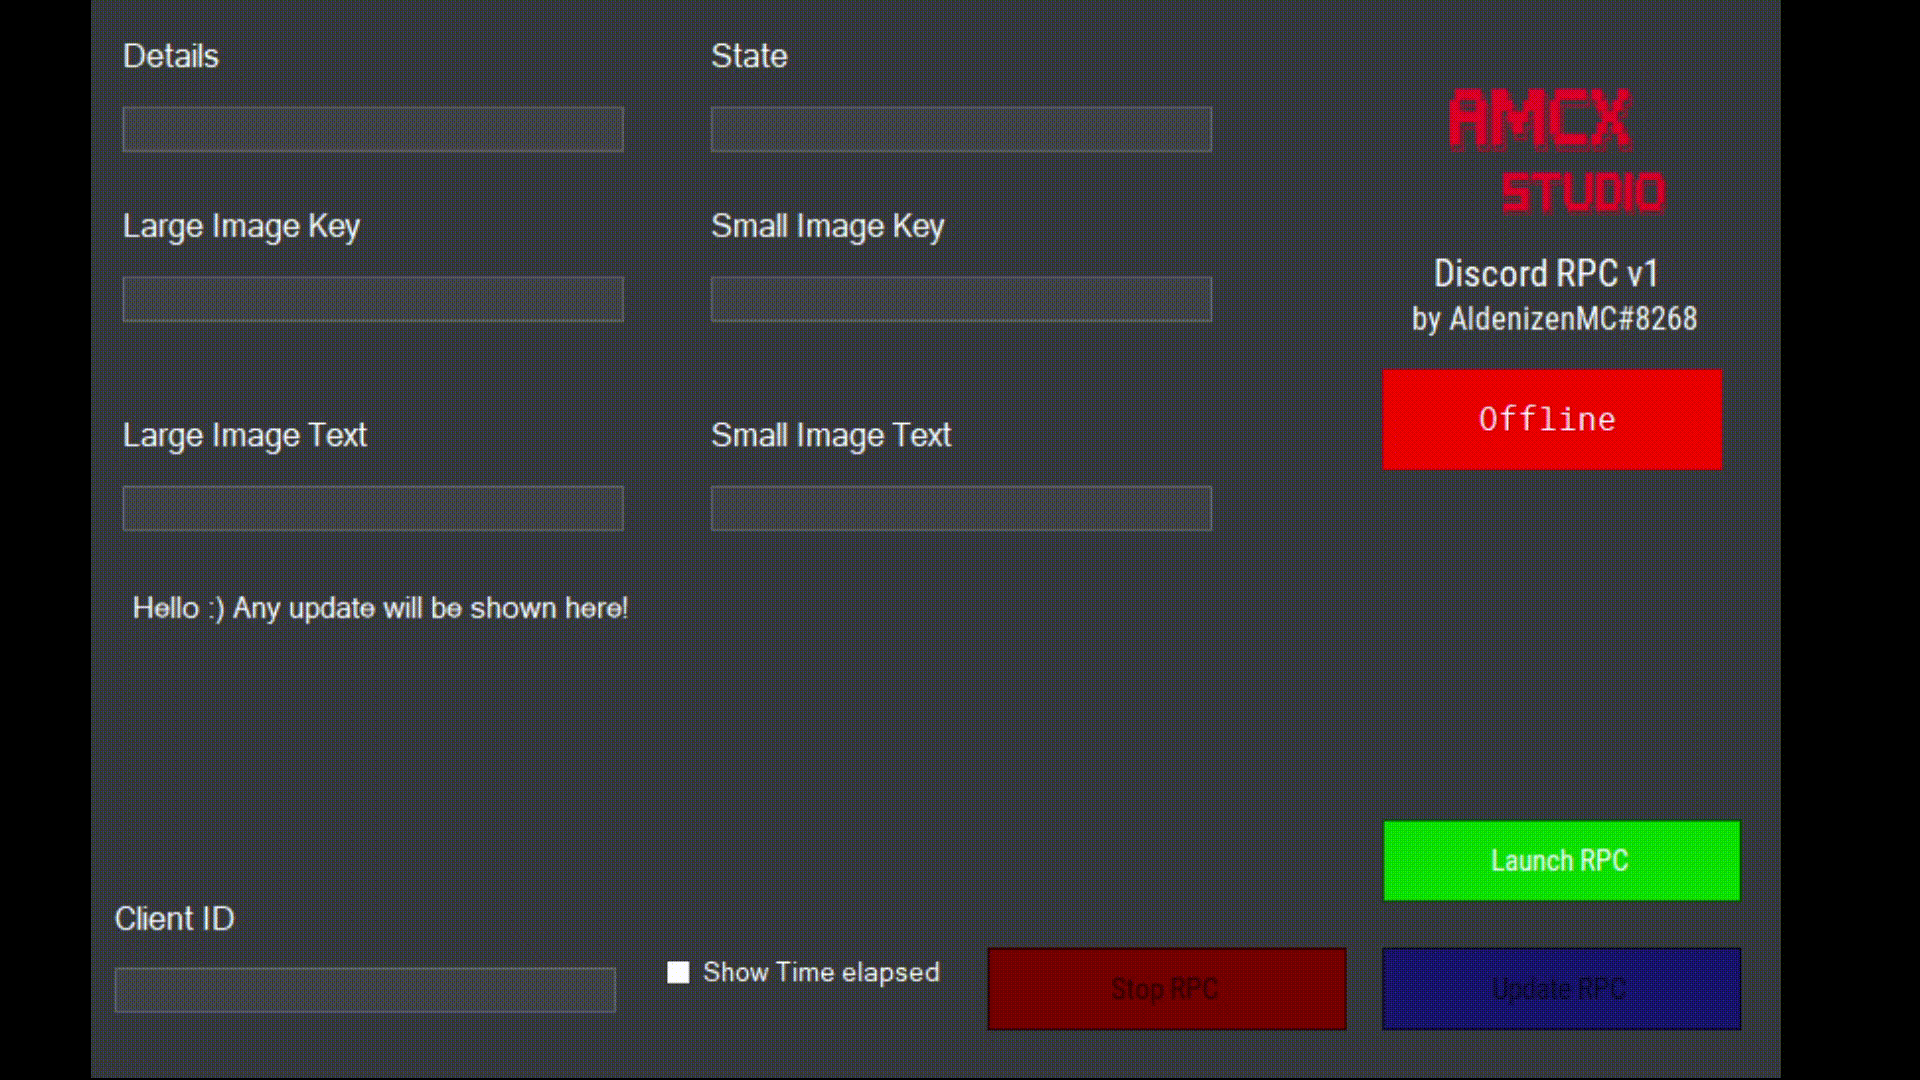 Details
State
AMCX
STUDIO
Large Image Key
Small Image Key
Discord RPC v1
by AldenizenMC#8268
Offline
Large Image Text
Small Image Text
Hello :) Any update will be shown here!
Launch RPC
Client ID
Show Time elapsed
Stop RPC
Update RPC